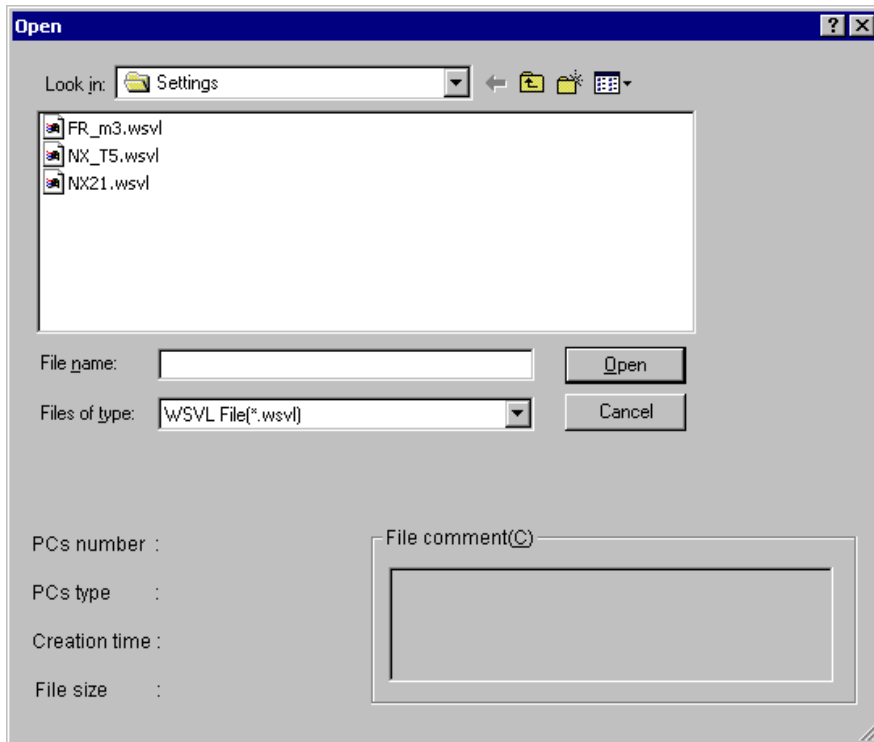 Open
Look in: Settings
FR_m3.wsvl
NX_T5.wsvl
NX21.wsvl
File name: Open
Files of type: WSVL File(*.wsvl) Cancel
PCs number :
PCs type :
Creation time :
File size :
File comment(C)